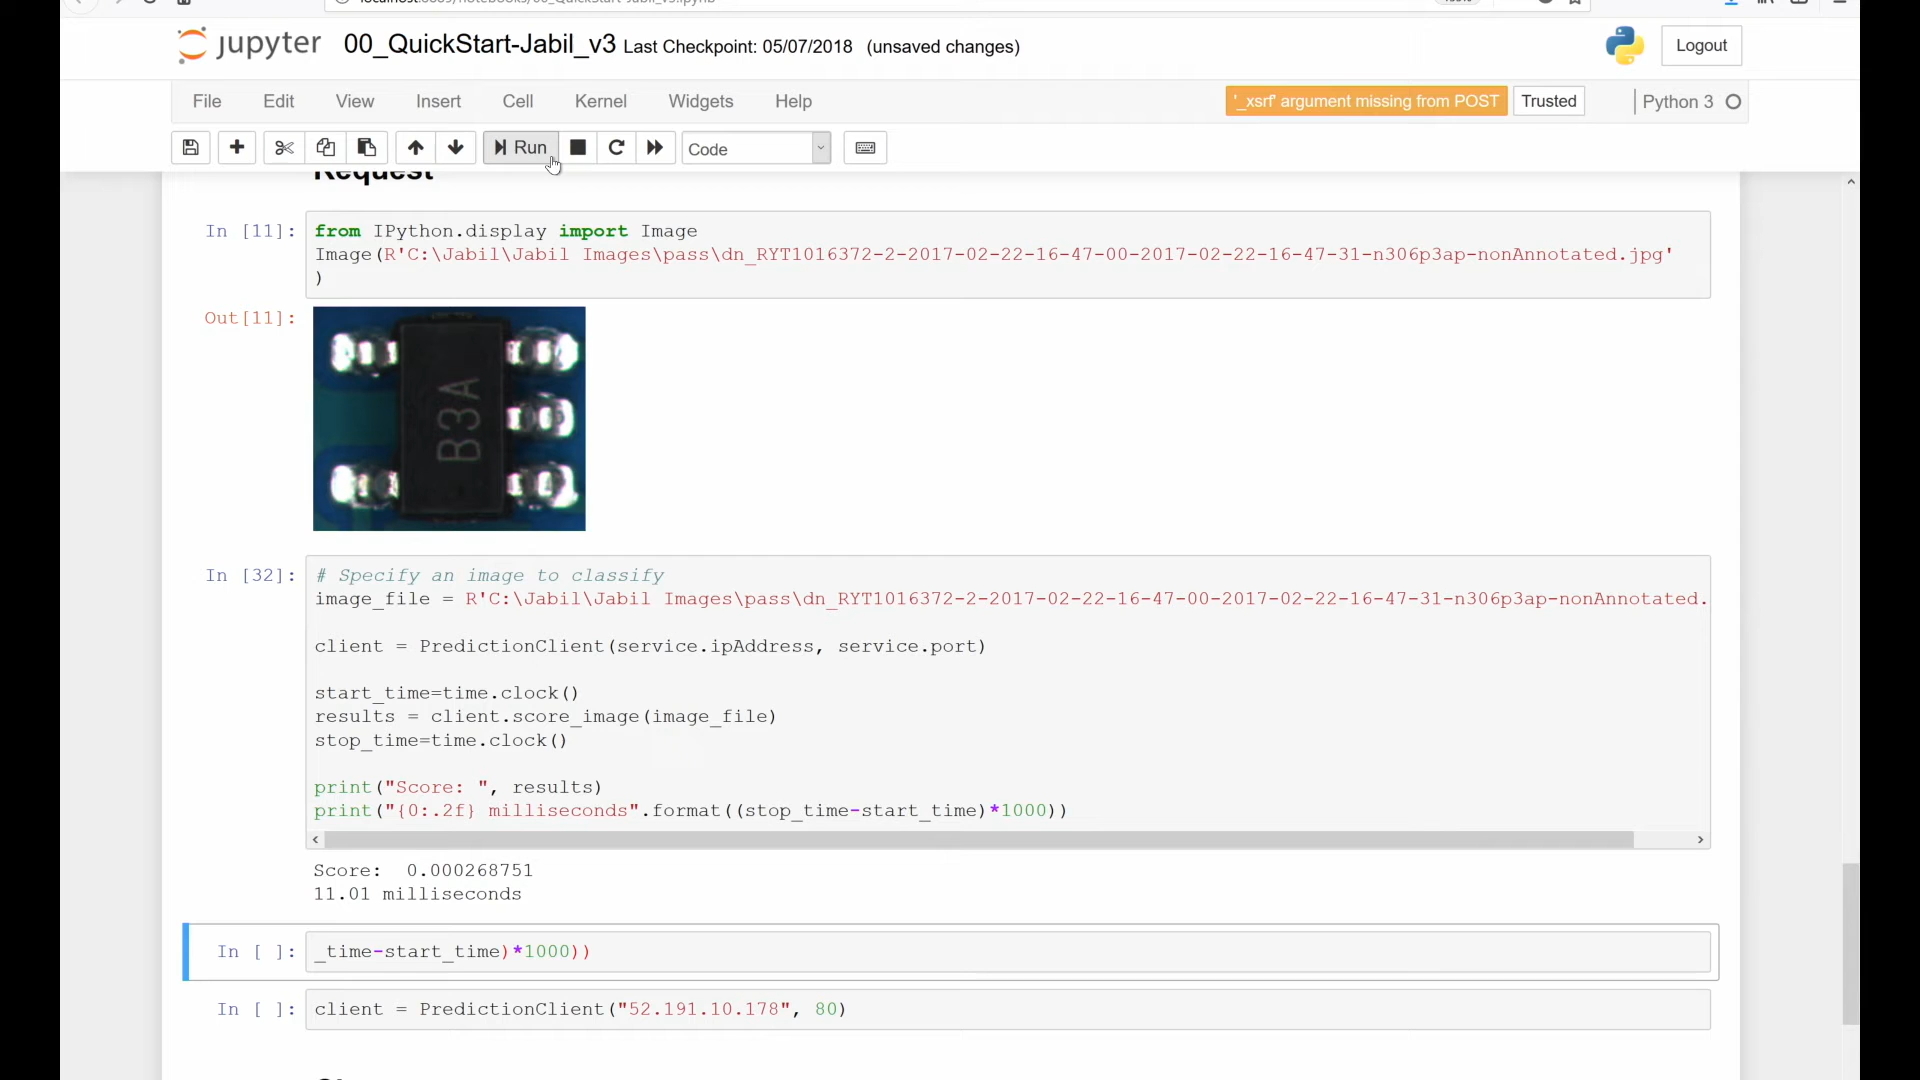 jupyter 00_QuickStart-Jabil_v3 Last Checkpoint: 05/07/2018 (unsaved changes)
Logout
File Edit View Insert Cell Kernel Widgets Help
'_xsrf' argument missing from POST
Trusted
Python 3
Run
Code
Request
In [11]:
from IPython.display import Image
Image(R'C:\Jabil\Jabil Images\pass\dn_RYT1016372-2-2017-02-22-16-47-00-2017-02-22-16-47-31-n306p3ap-nonAnnotated.jpg'
)
Out[11]:
B3A
In [32]:
# Specify an image to classify
image_file = R'C:\Jabil\Jabil Images\pass\dn_RYT1016372-2-2017-02-22-16-47-00-2017-02-22-16-47-31-n306p3ap-nonAnnotated.
client = PredictionClient(service.ipAddress, service.port)
start_time=time.clock()
results = client.score_image(image_file)
stop_time=time.clock()
print("Score: ", results)
print("{0:.2f} milliseconds".format((stop_time-start_time)*1000))
Score:  0.000268751
11.01 milliseconds
In [ ]:
_time-start_time)*1000))
In [ ]:
client = PredictionClient("52.191.10.178", 80)